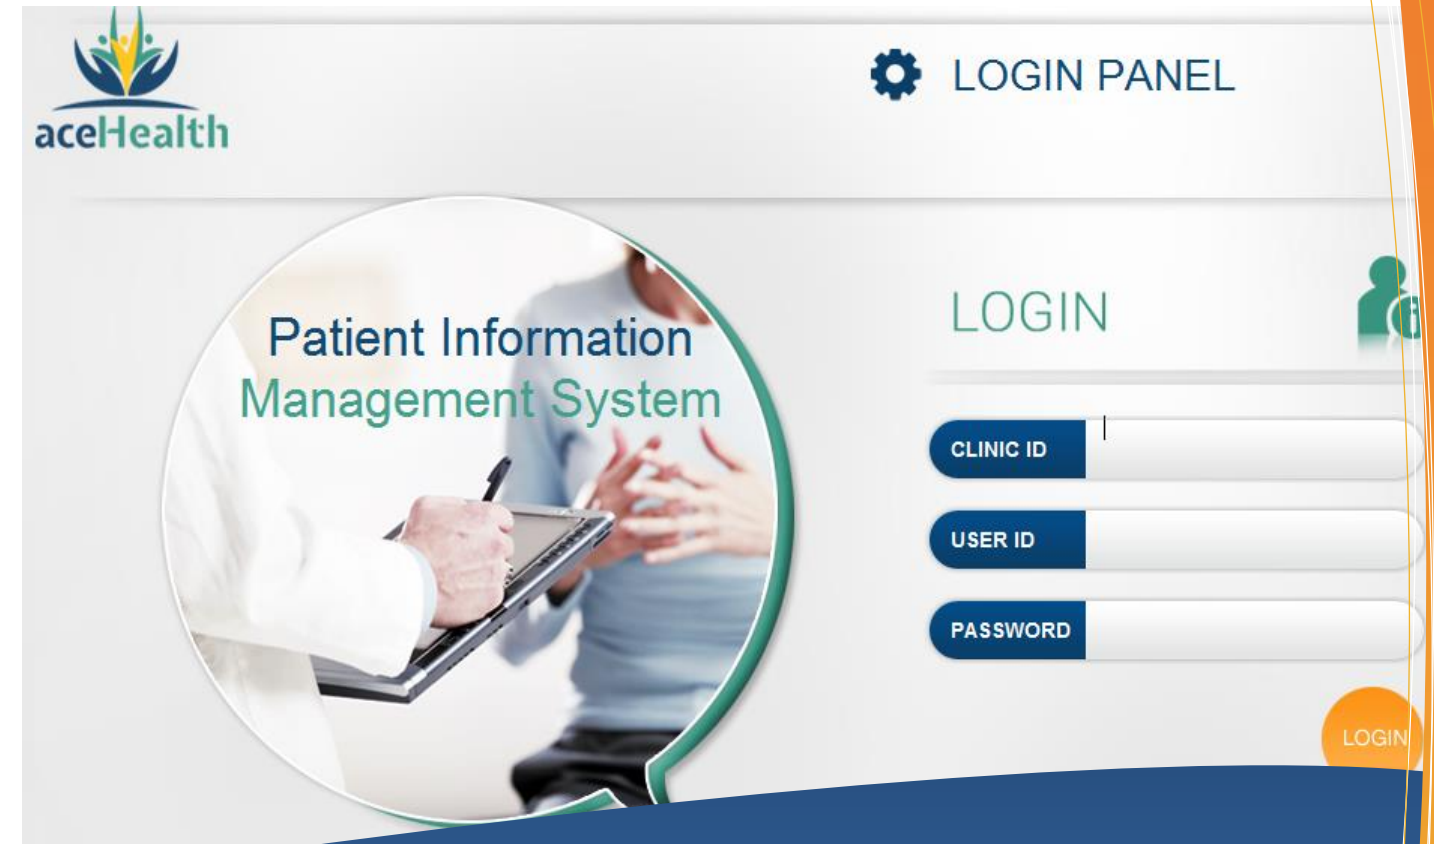 aceHealth
LOGIN PANEL
Patient Information
Management System
LOGIN
CLINIC ID
USER ID
PASSWORD
LOGIN